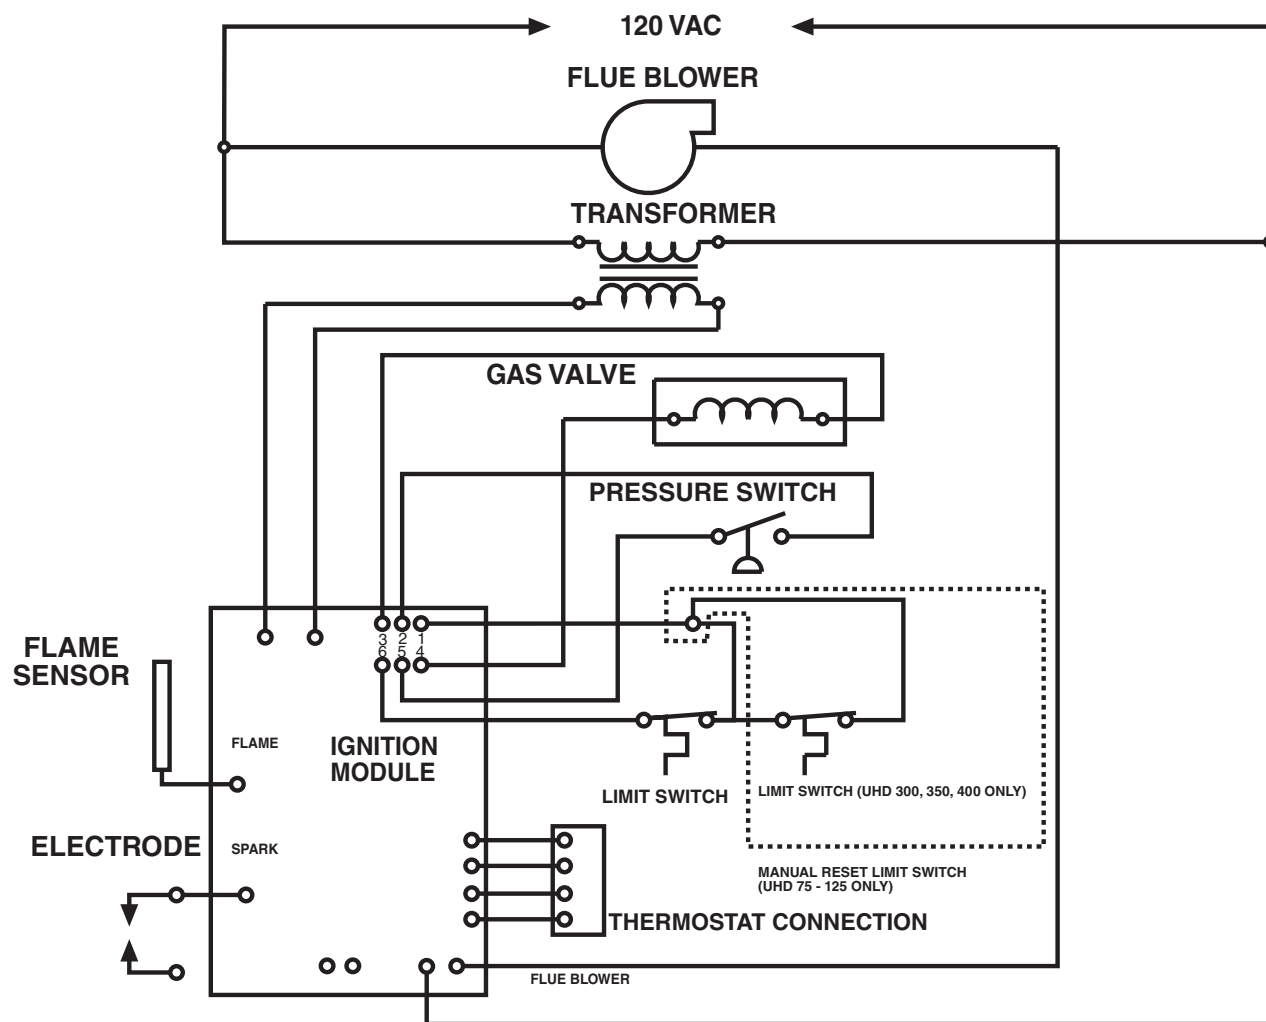 120 VAC
FLUE BLOWER
TRANSFORMER
GAS VALVE
PRESSURE SWITCH
3 2 1
6 5 4
FLAME
SENSOR
FLAME
IGNITION
MODULE
LIMIT SWITCH
LIMIT SWITCH (UHD 300, 350, 400 ONLY)
ELECTRODE
SPARK
MANUAL RESET LIMIT SWITCH
(UHD 75 - 125 ONLY)
THERMOSTAT CONNECTION
FLUE BLOWER